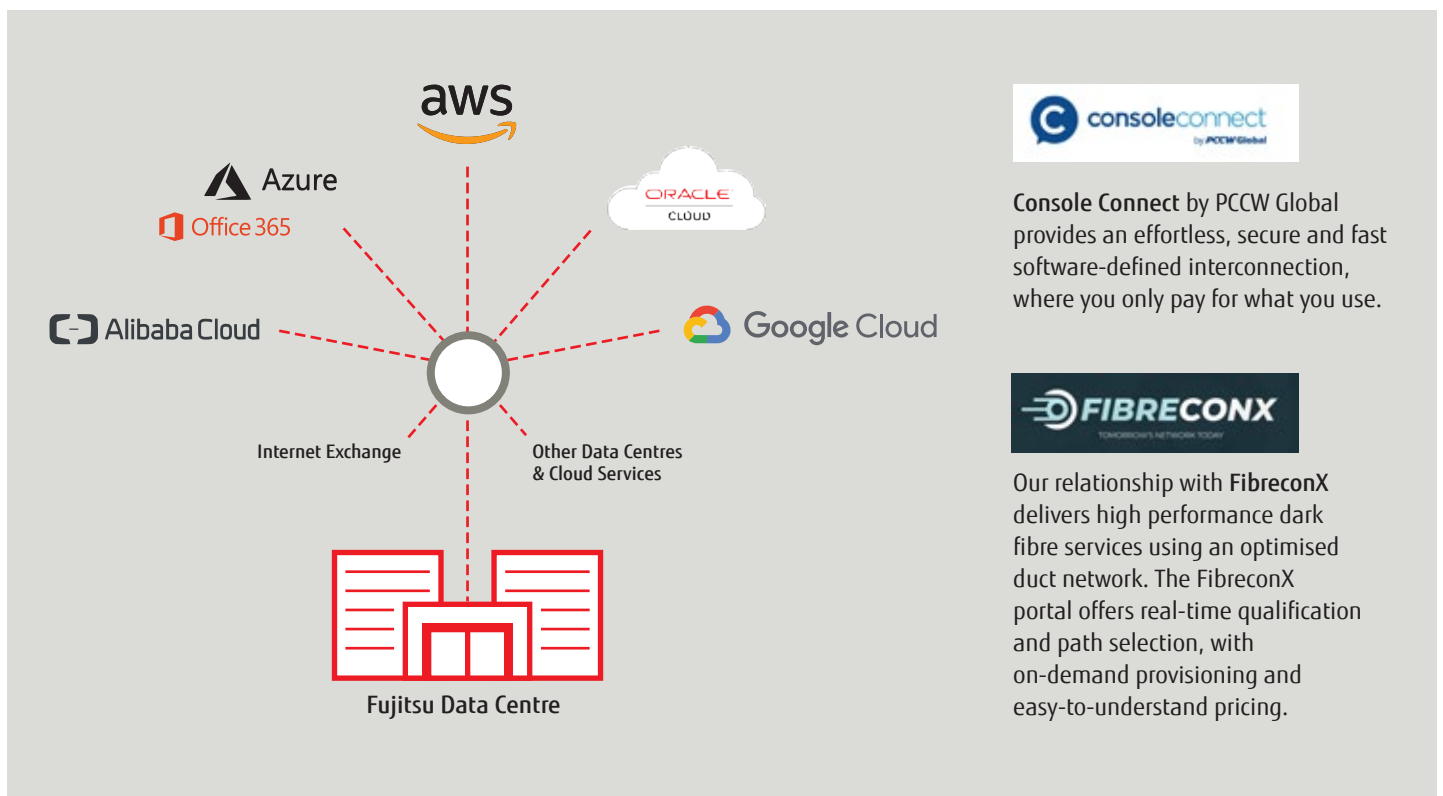 aws
Azure
Office 365
ORACLE
CLOUD
Alibaba Cloud
Google Cloud
Internet Exchange
Other Data Centres
& Cloud Services
Fujitsu Data Centre
C consoleconnect
by PCCW Global
Console Connect by PCCW Global
provides an effortless, secure and fast
software-defined interconnection,
where you only pay for what you use.
FIBRECONX
TOMORROW'S NETWORK TODAY
Our relationship with FibreconX
delivers high performance dark
fibre services using an optimised
duct network. The FibreconX
portal offers real-time qualification
and path selection, with
on-demand provisioning and
easy-to-understand pricing.